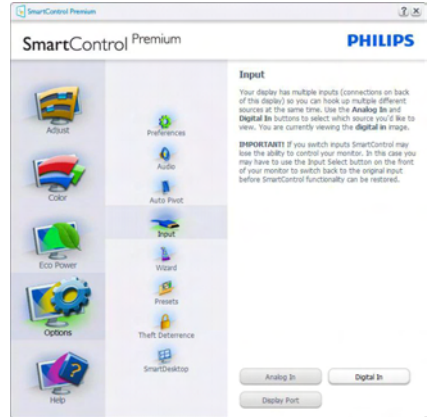 SmartControl Premium
SmartControl Premium
PHILIPS
Adjust
Color
Eco Power
Options
Help
Preferences
Audio
Auto Pivot
Input
Wizard
Presets
Theft Deterrence
SmartDesktop
Input
Your display has multiple inputs (connections on back
of this display) so you can hook up multiple different
sources at the same time. Use the Analog In and
Digital In buttons to select which source you'd like to
view. You are currently viewing the digital-in image.
IMPORTANT! If you switch inputs SmartControl may
lose the ability to control your monitor. In this case you
may have to use the Input Select button on the front
of your monitor to switch back to the original input
before SmartControl functionality can be restored.
Analog In
Digital In
Display Port